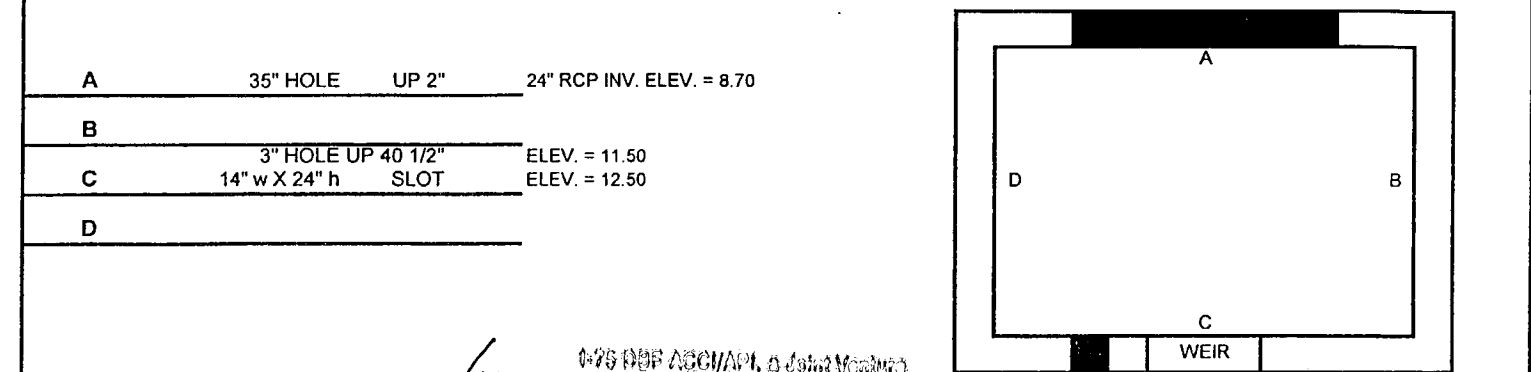 A 35" HOLE UP 2" 24" RCP INV. ELEV. = 8.70
B
3" HOLE UP 40 1/2" ELEV. = 11.50
C 14" w X 24" h SLOT ELEV. = 12.50
D
A
D B
C
WEIR